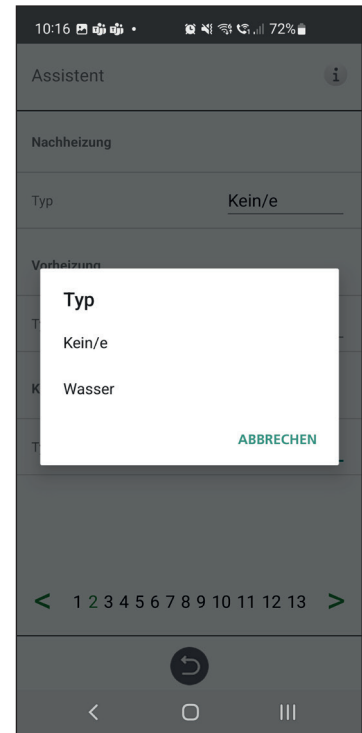 10:16 72%
Assistent i
Nachheizung
Typ Kein/e
Vorheizung
T
Typ
Kein/e
K
Wasser
T
ABBRECHEN
< 1 2 3 4 5 6 7 8 9 10 11 12 13 >